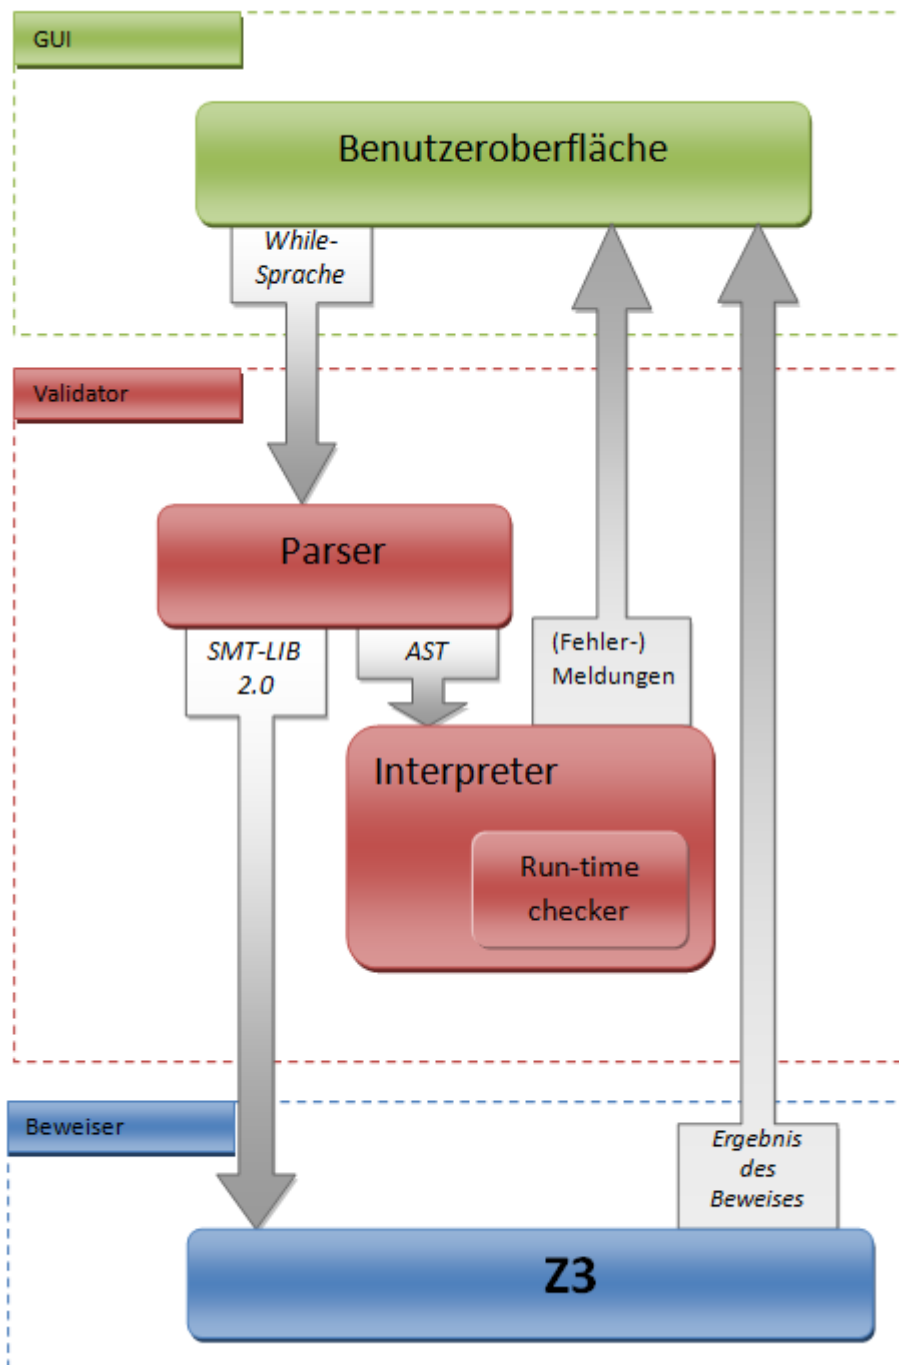 GUI
Benutzeroberfläche
While-
Sprache
Validator
Parser
SMT-LIB
2.0
AST
(Fehler-)
Meldungen
Interpreter
Run-time
checker
Beweiser
Ergebnis
des
Beweises
Z3